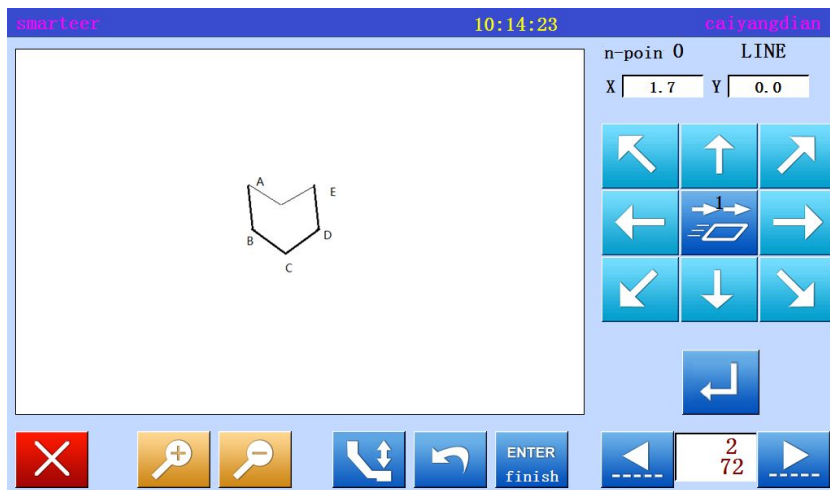 smarteer 10:14:23 caiyangdian
n-poin 0 LINE
X 1.7 Y 0.0
1
A
E
B
D
C
ENTER
finish
2
72